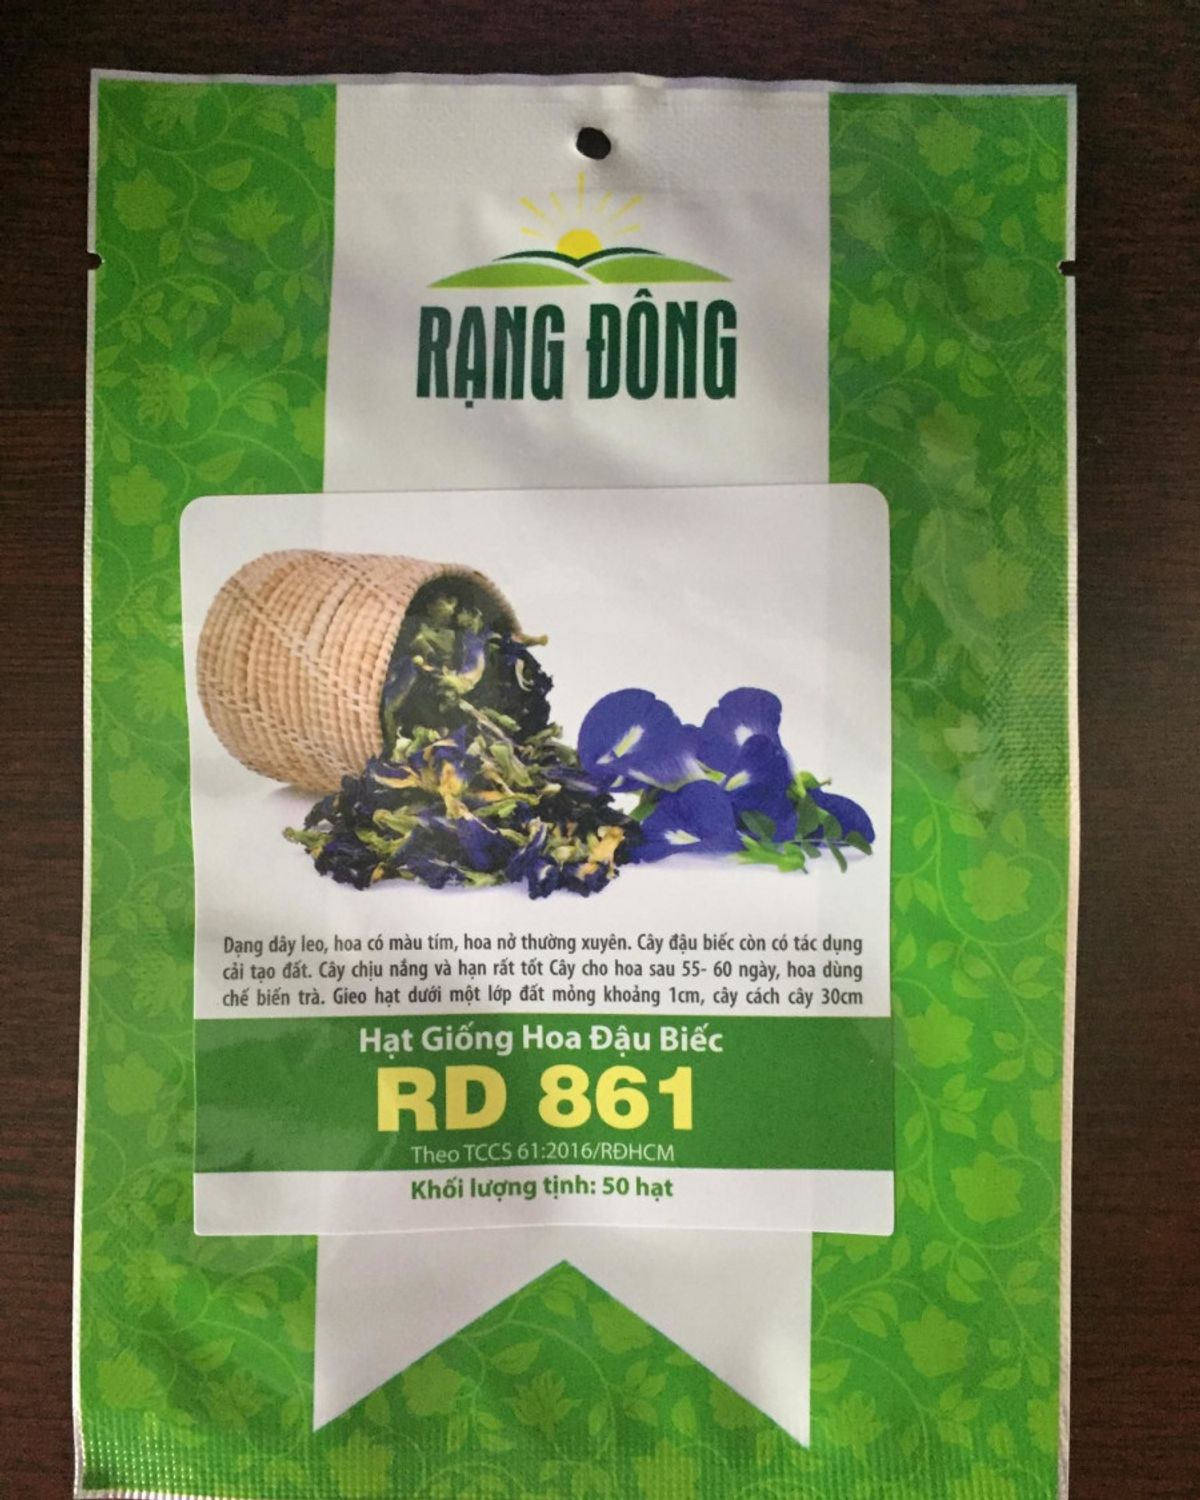 RẠNG ĐÔNG
Dạng dây leo, hoa có màu tím, hoa nở thường xuyên. Cây đậu biếc còn có tác dụng
cải tạo đất. Cây chịu nắng và hạn rất tốt Cây cho hoa sau 55- 60 ngày, hoa dùng
chế biến trà. Gieo hạt dưới một lớp đất mỏng khoảng 1cm, cây cách cây 30cm
Hạt Giống Hoa Đậu Biếc
RD 861
Theo TCCS 61:2016/RĐHCM
Khối lượng tịnh: 50 hạt